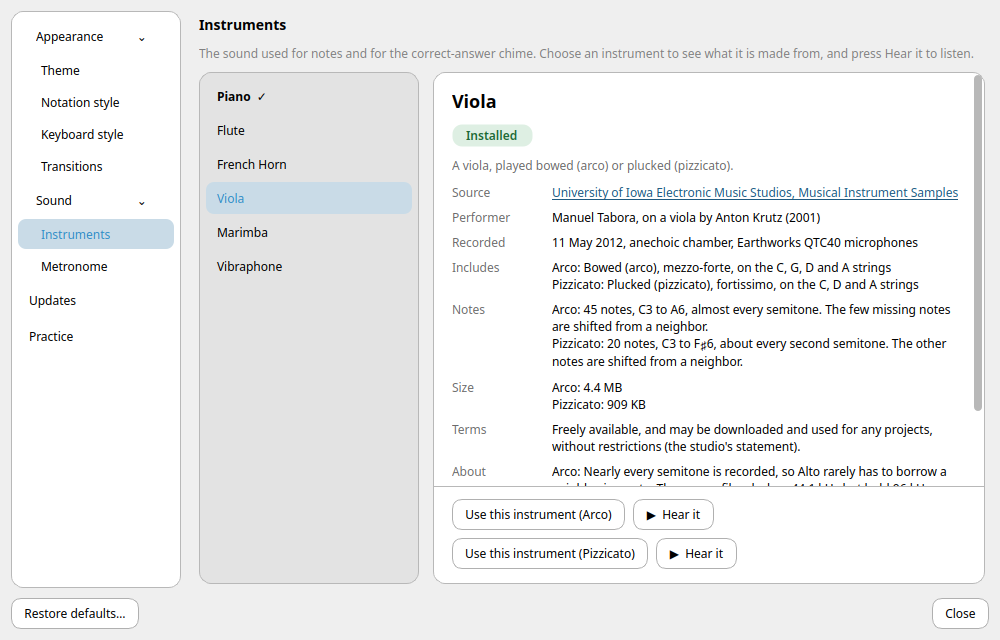 Appearance
Theme
Notation style
Keyboard style
Transitions
Sound
Instruments
Metronome
Updates
Practice
Restore defaults...
Instruments
The sound used for notes and for the correct-answer chime. Choose an instrument to see what it is made from, and press Hear it to listen.
Piano ✓
Flute
French Horn
Viola
Marimba
Vibraphone
Viola
Installed
A viola, played bowed (arco) or plucked (pizzicato).
Source University of Iowa Electronic Music Studios, Musical Instrument Samples
Performer Manuel Tabora, on a viola by Anton Krutz (2001)
Recorded 11 May 2012, anechoic chamber, Earthworks QTC40 microphones
Includes Arco: Bowed (arco), mezzo-forte, on the C, G, D and A strings
Pizzicato: Plucked (pizzicato), fortissimo, on the C, D and A strings
Notes Arco: 45 notes, C3 to A6, almost every semitone. The few missing notes
are shifted from a neighbor.
Pizzicato: 20 notes, C3 to F♯6, about every second semitone. The other
notes are shifted from a neighbor.
Size Arco: 4.4 MB
Pizzicato: 909 KB
Terms Freely available, and may be downloaded and used for any projects,
without restrictions (the studio's statement).
About Arco: Nearly every semitone is recorded, so Alto rarely has to borrow a
Use this instrument (Arco) ▶ Hear it
Use this instrument (Pizzicato) ▶ Hear it
Close